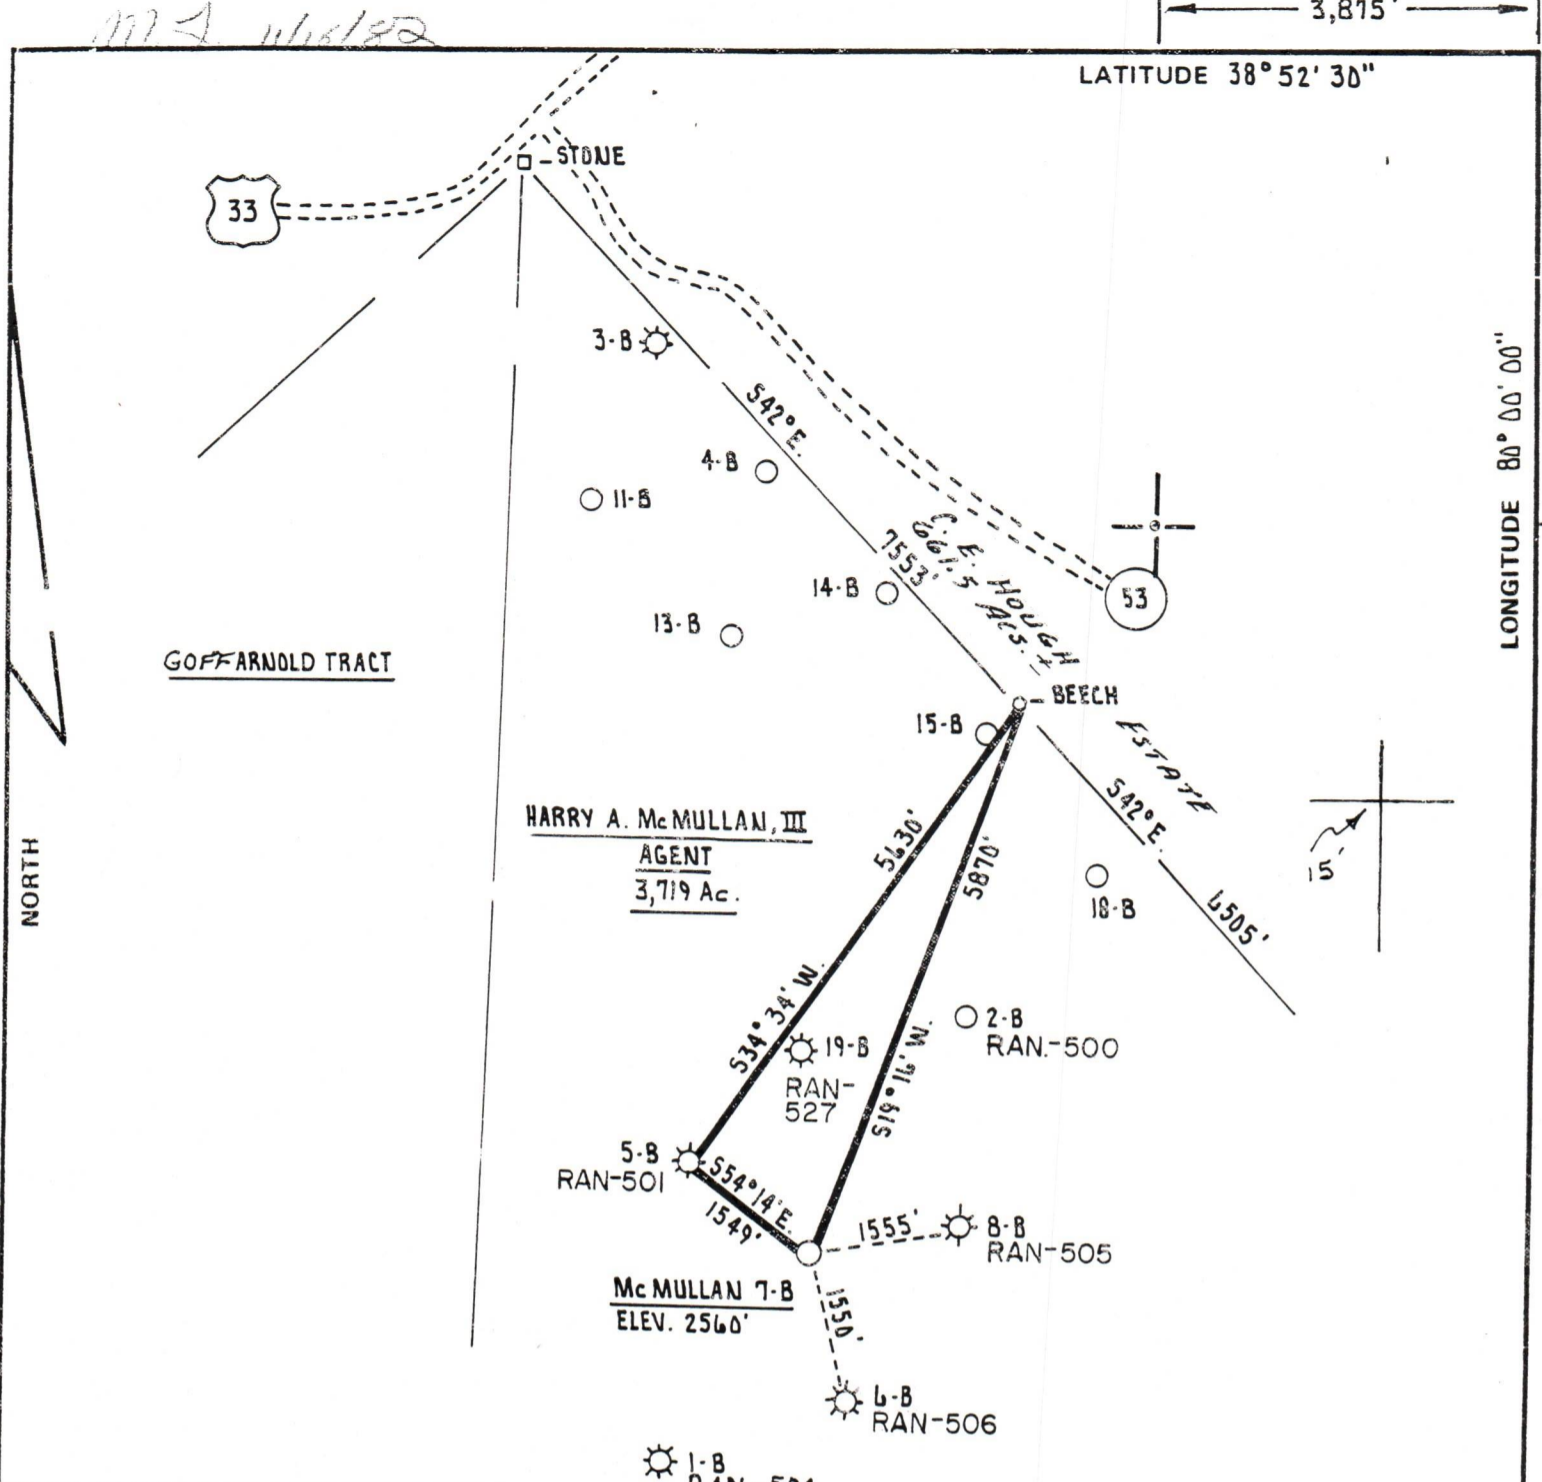 11/15/82
3,875'
LATITUDE 38° 52' 30"
STONE
33
3-B
S42° E.
4-B
11-B
7553'
C. E. HOUGH
661.5 Acs. ±
14-B
53
13-B
LONGITUDE 80° 00' 00"
GOFF ARNOLD TRACT
BEECH
15-B
ESTATE
S42° E.
6505'
15'
HARRY A. McMULLAN, III
AGENT
3,719 Ac.
5630'
5870'
NORTH
18-B
S34° 34' W.
S19° 16' W.
2-B
RAN.-500
19-B
RAN-
527
5-B
RAN-501
S54° 14' E.
1549'
1555'
8-B
RAN-505
McMULLAN 7-B
ELEV. 2560'
1550'
6-B
RAN-506
1-B